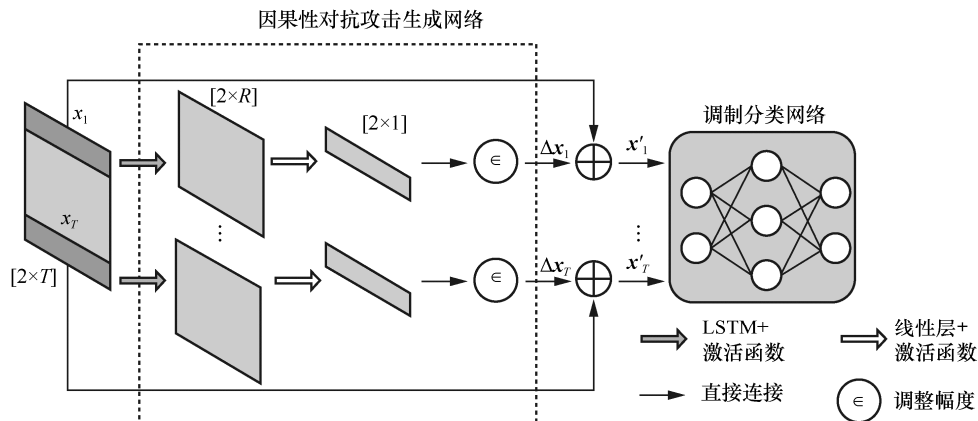 因果性对抗攻击生成网络
[2×R]
[2×1]
x1
xT
[2×T]
∈
Δx1
x′1
调制分类网络
⋮
⋮
∈
ΔxT
x′T
LSTM+
激活函数
线性层+
激活函数
直接连接
∈
调整幅度